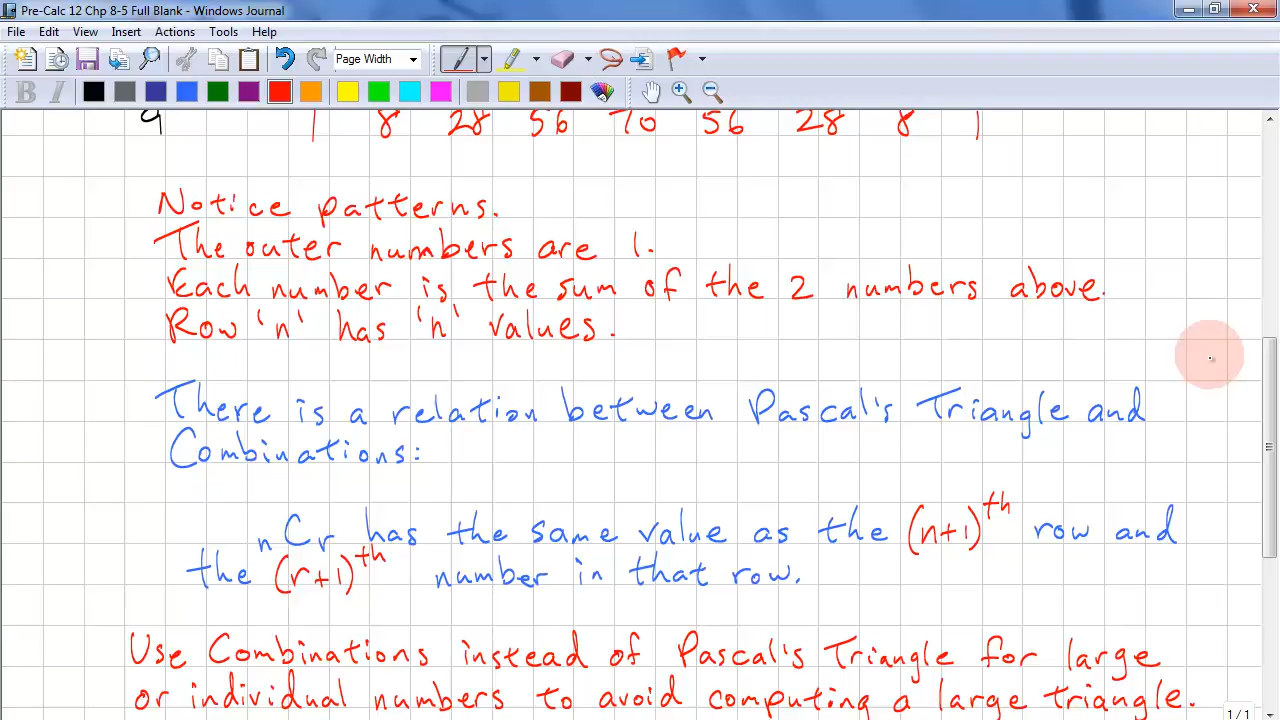 Pre-Calc 12 Chp 8-5 Full Blank - Windows Journal
File Edit View Insert Actions Tools Help
Page Width
B I
9 1 8 28 56 70 56 28 8 1
Notice patterns.
The outer numbers are 1.
Each number is the sum of the 2 numbers above.
Row 'n' has 'n' values.
There is a relation between Pascal's Triangle and
Combinations:
nCr has the same value as the (n+1)th row and
the (r+1)th number in that row.
Use Combinations instead of Pascal's Triangle for large
or individual numbers to avoid computing a large triangle.
1/1